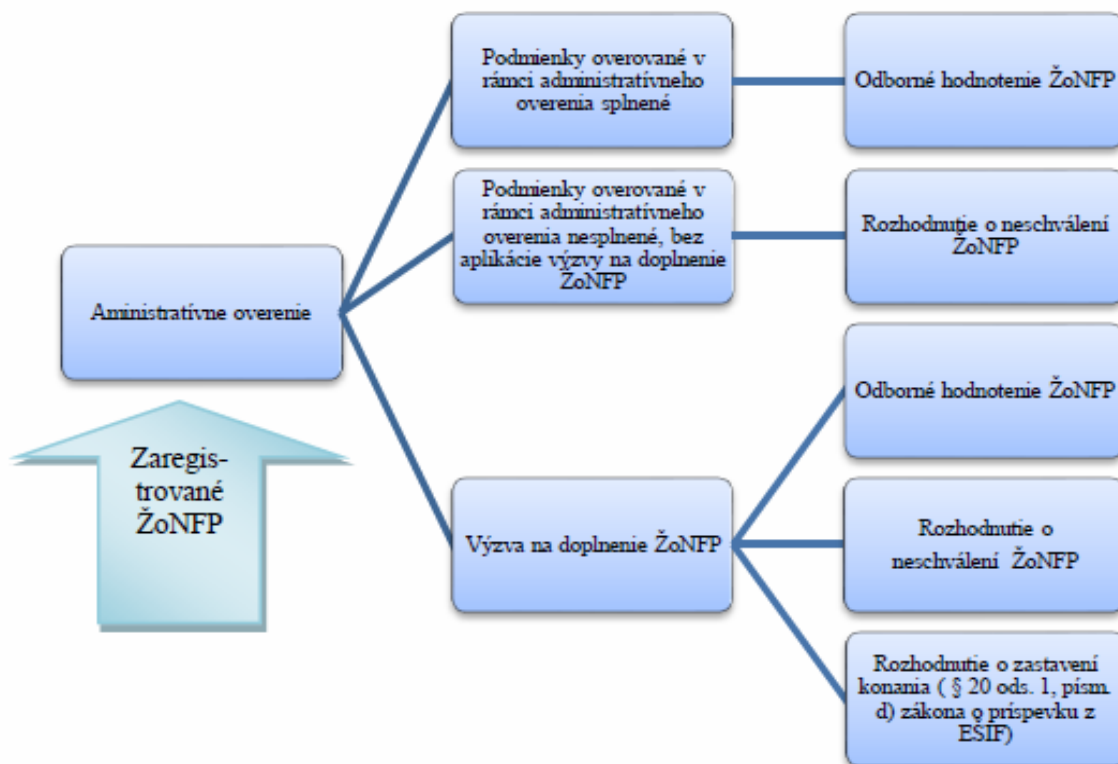 Podmienky overované v
rámci administratívneho
overenia splnené
Odborné hodnotenie ŽoNFP
Podmienky overované v
rámci administratívneho
overenia nesplnené, bez
aplikácie výzvy na doplnenie
ŽoNFP
Rozhodnutie o neschválení
ŽoNFP
Aministratívne overenie
Zaregis-
trované
ŽoNFP
Výzva na doplnenie ŽoNFP
Odborné hodnotenie ŽoNFP
Rozhodnutie o
neschválení ŽoNFP
Rozhodnutie o zastavení
konania ( § 20 ods. 1, písm.
d) zákona o príspevku z
EŠIF)